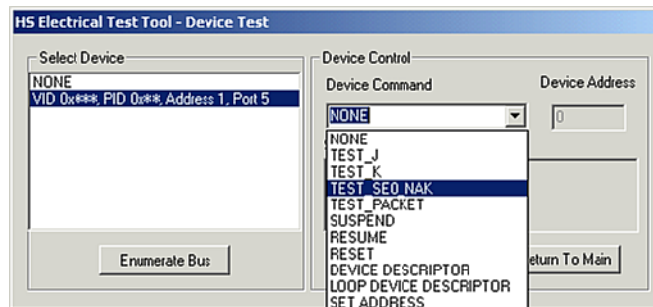 HS Electrical Test Tool - Device Test
Select Device
NONE
VID 0x***, PID 0x**, Address 1, Port 5
Enumerate Bus
Device Control
Device Command
Device Address
NONE
0
NONE
TEST_J
TEST_K
TEST_SE0_NAK
TEST_PACKET
SUSPEND
RESUME
RESET
DEVICE DESCRIPTOR
LOOP DEVICE DESCRIPTOR
SET ADDRESS
eturn To Main